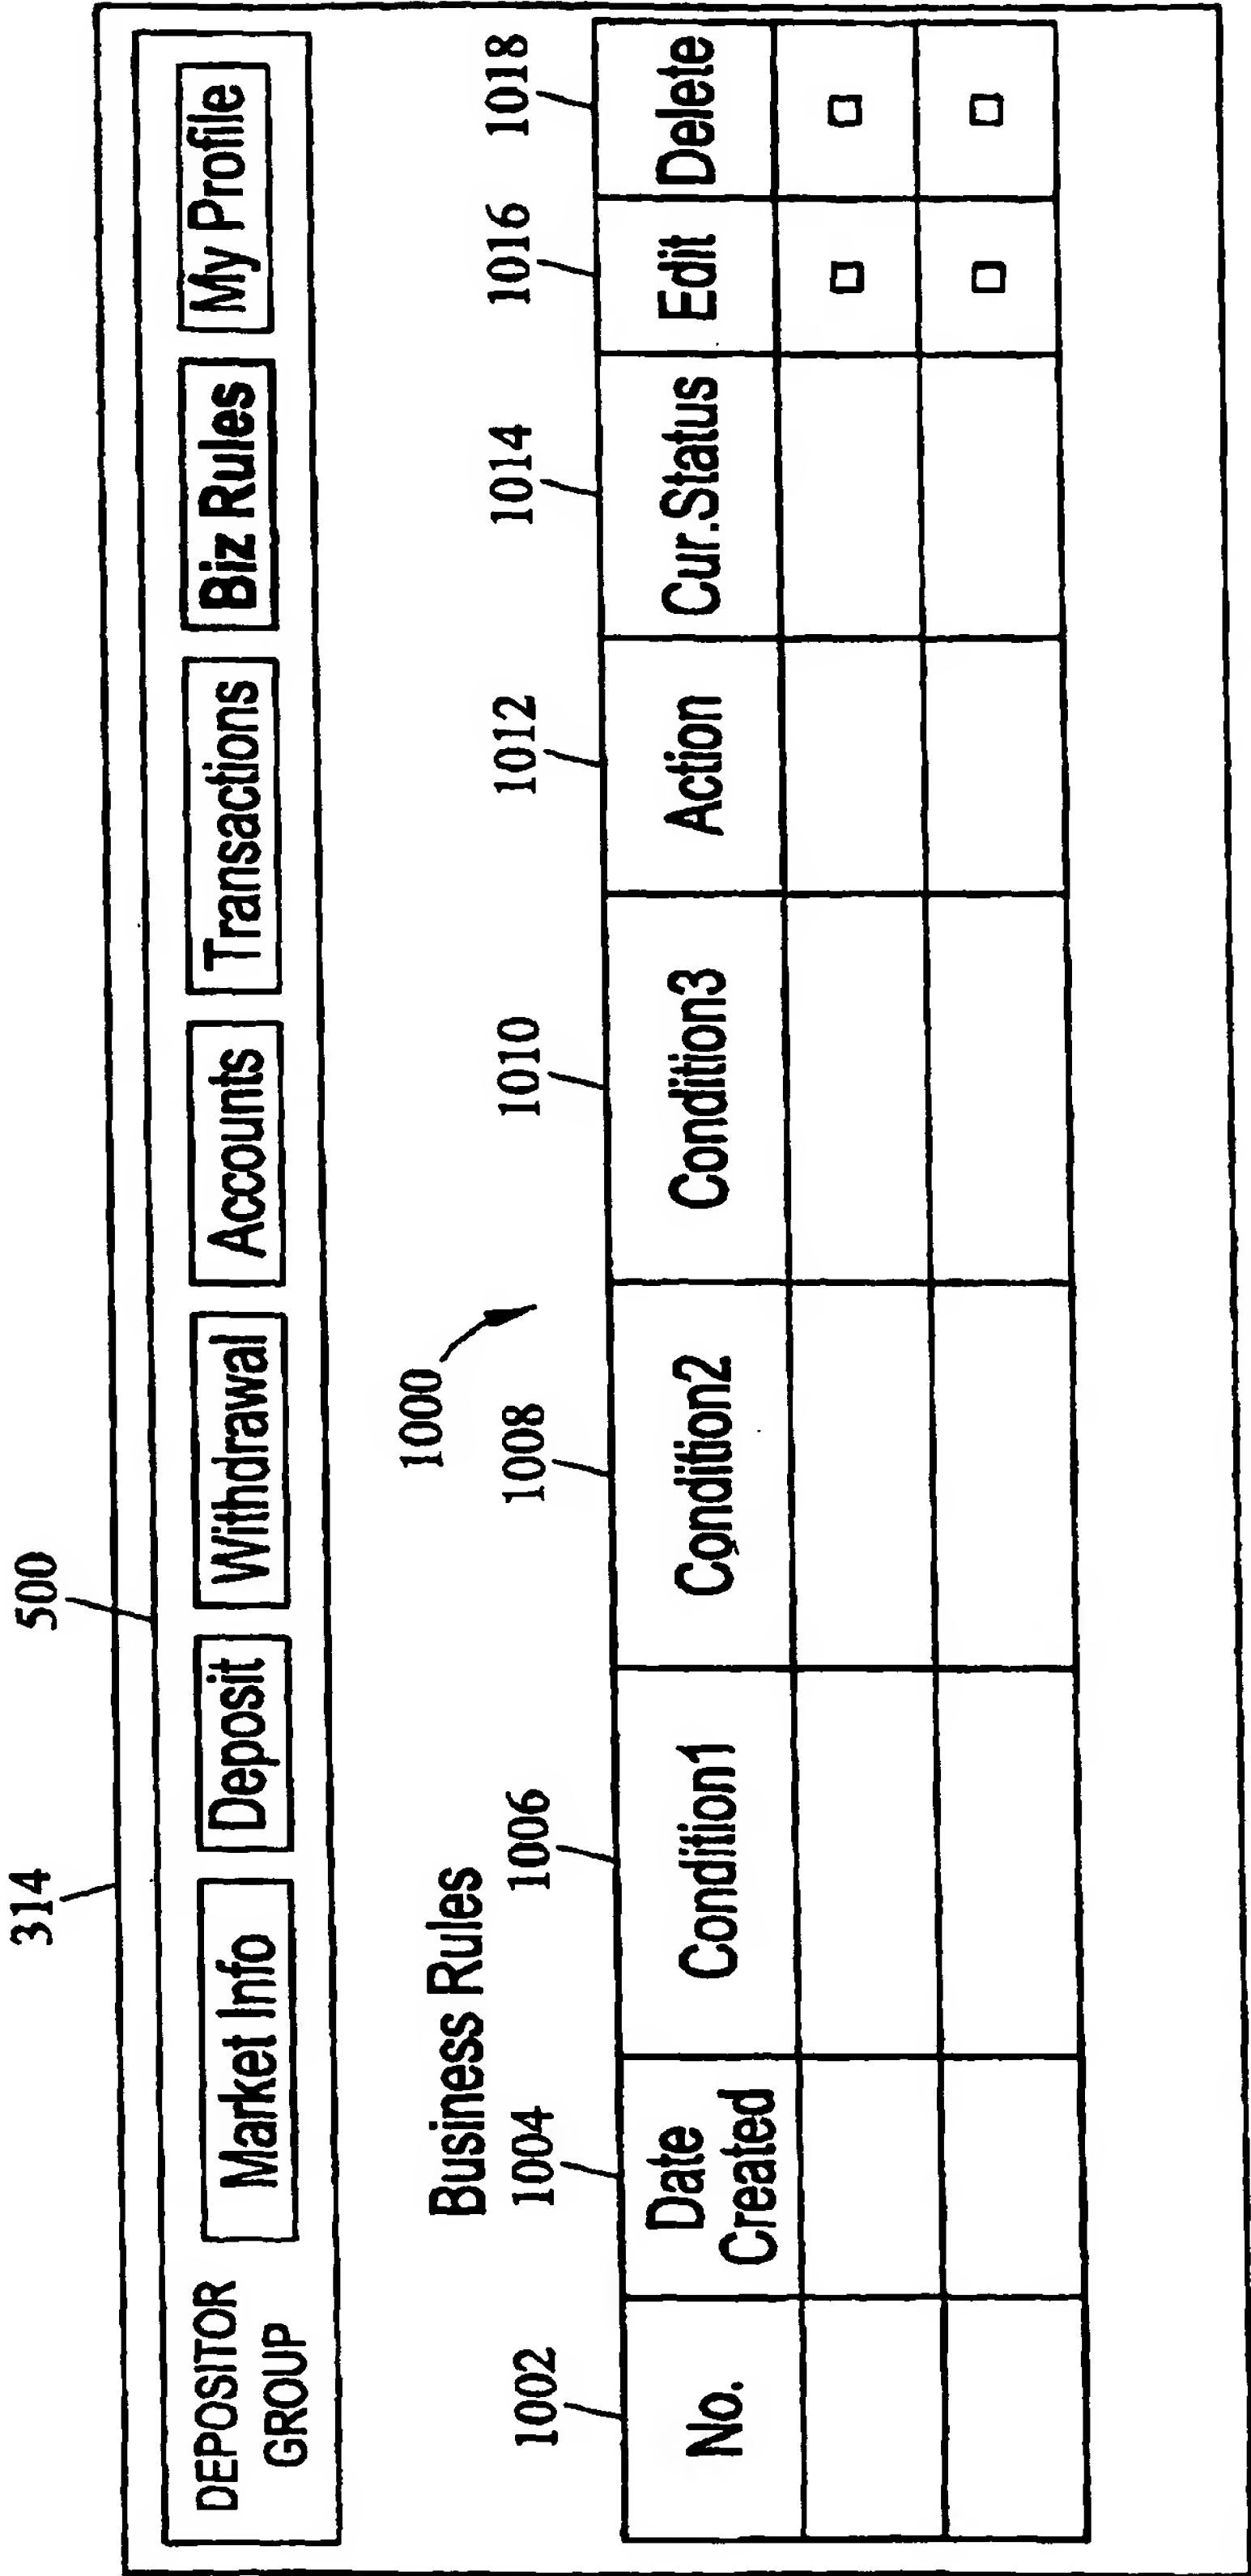 314
500
DEPOSITOR GROUP
Market Info Deposit Withdrawal Accounts Transactions Biz Rules My Profile
1000
Business Rules
1002 1004 1006 1008 1010 1012 1014 1016 1018
No. Date Created Condition1 Condition2 Condition3 Action Cur.Status Edit Delete